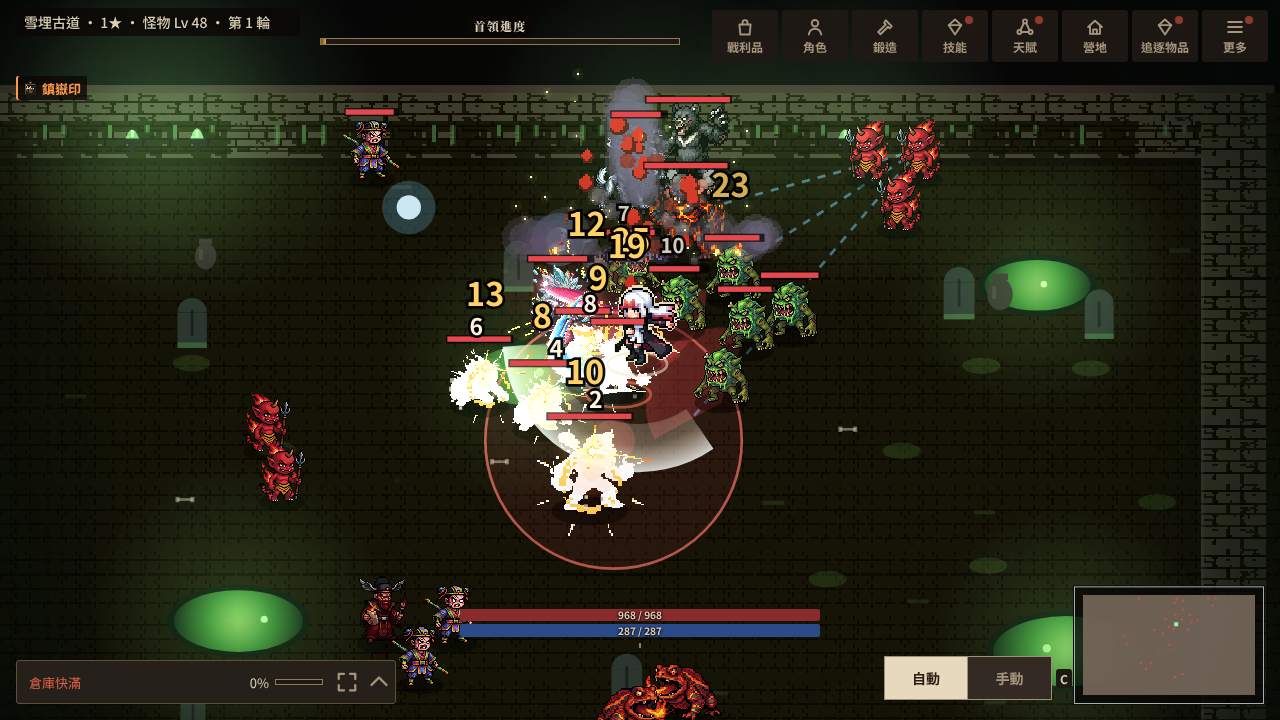 雪埋古道 · 1★ · 怪物 Lv 48 · 第 1 輪
首領進度
戰利品
角色
鍛造
技能
天賦
營地
追逐物品
更多
鎮嶽印
23
12
7
19
10
9
13
8
8
6
4
10
2
968 / 968
287 / 287
倉庫快滿
0%
自動
手動
C